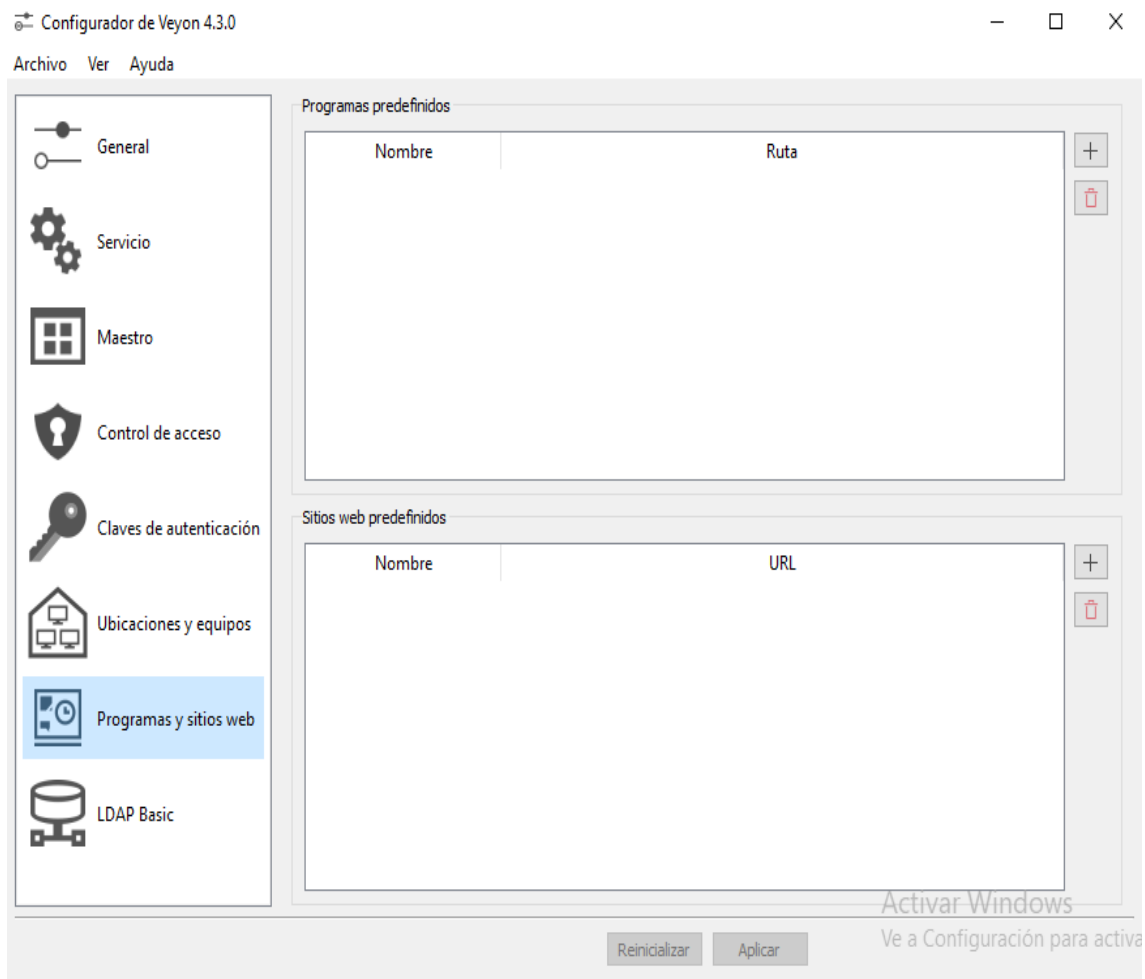 Configurador de Veyon 4.3.0
Archivo Ver Ayuda
General
Servicio
Maestro
Control de acceso
Claves de autenticación
Ubicaciones y equipos
Programas y sitios web
LDAP Basic
Programas predefinidos
Nombre Ruta
Sitios web predefinidos
Nombre URL
Reinicializar Aplicar
Activar Windows
Ve a Configuración para activa